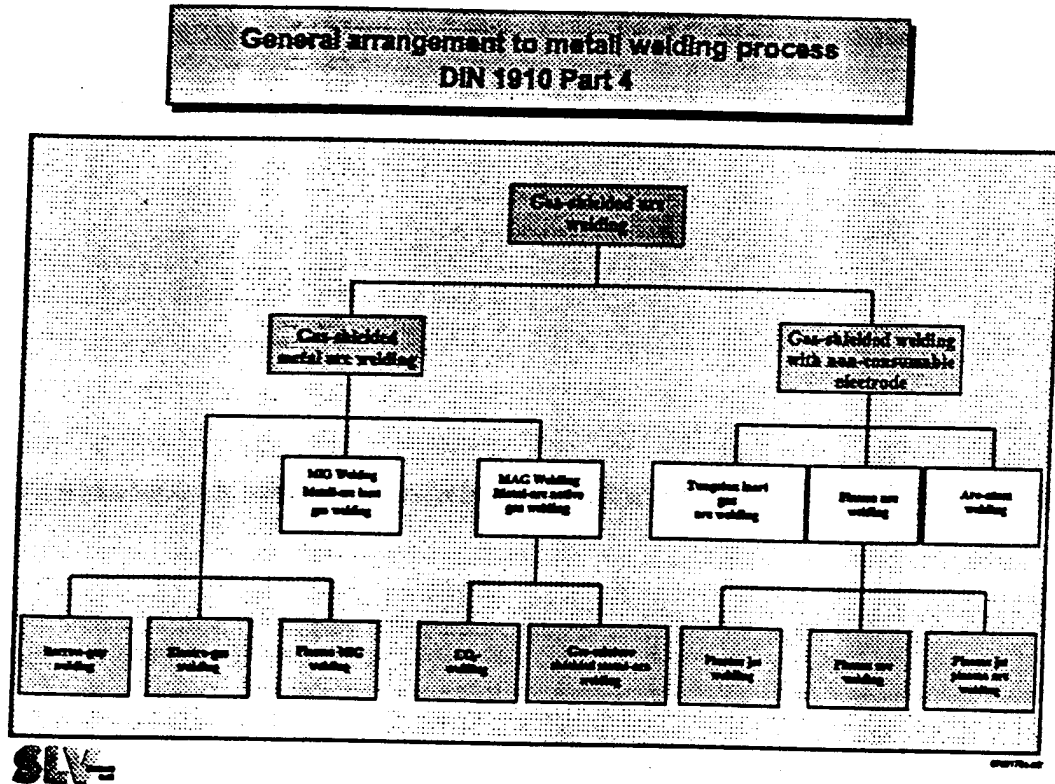 General arrangement to metall welding process
DIN 1910 Part 4
Gas-shielded arc
welding
Gas-shielded
metal arc welding
Gas-shielded welding
with non-consumable
electrode
MIG Welding
Metal-arc inert
gas welding
MAG Welding
Metal-arc active
gas welding
Tungsten inert
gas
arc welding
Plasma arc
welding
Arc-atom
welding
Narrow-gap
welding
Electro-gas
welding
Plasma MIG
welding
CO₂-
welding
Gas-mixture
shielded metal-arc
welding
Plasma jet
welding
Plasma arc
welding
Plasma jet
plasma arc
welding
SLV